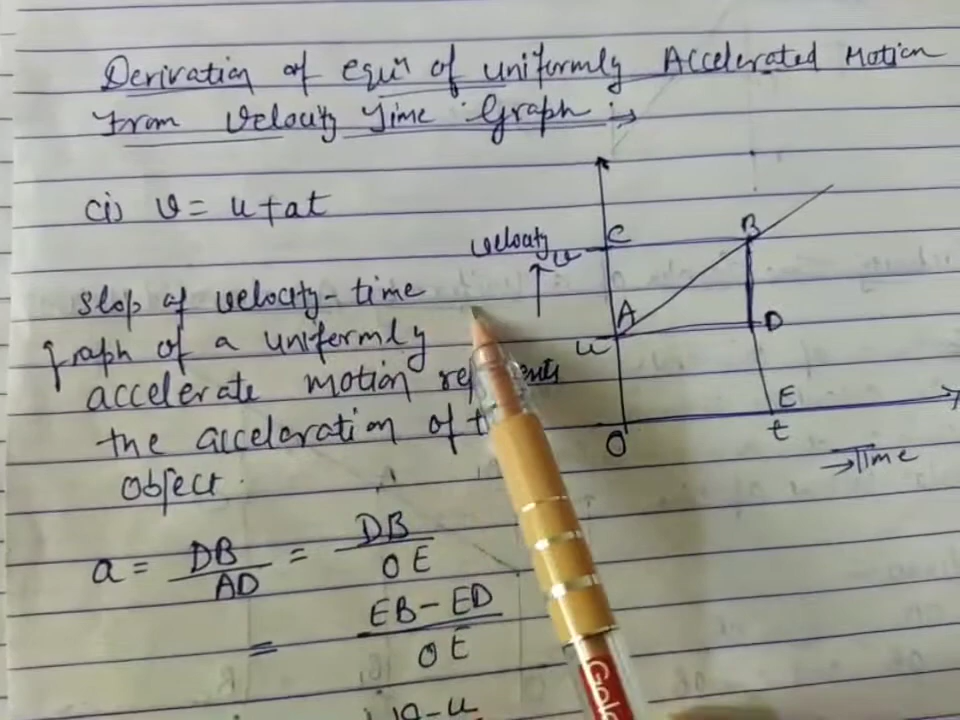 Derivation of equⁿ of uniformly Accelerated Motion
From Velocity Time Graph :→
(i) v = u + at
Slop of velocity-time
graph of a uniformly
accelerate motion
the acceleration of
object.
a = DB/AD = DB/OE
= EB-ED/OE
v-u
Velocity v C B
u A D
O E
t
→Time